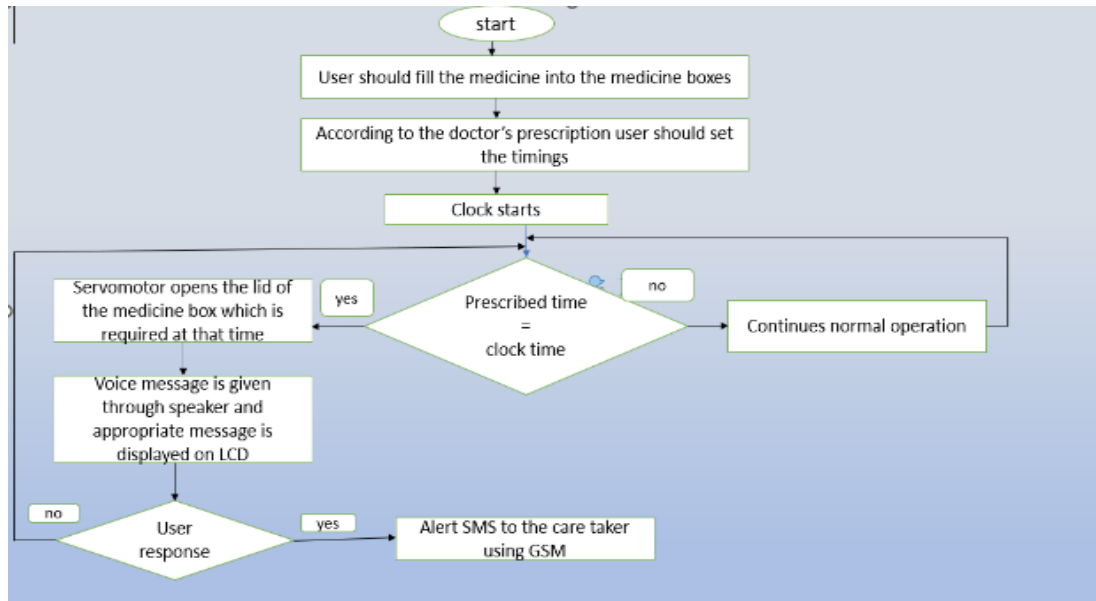 start
User should fill the medicine into the medicine boxes
According to the doctor's prescription user should set
the timings
Clock starts
Prescribed time
=
clock time
yes
no
Servomotor opens the lid of
the medicine box which is
required at that time
Continues normal operation
Voice message is given
through speaker and
appropriate message is
displayed on LCD
User
response
no
yes
Alert SMS to the care taker
using GSM